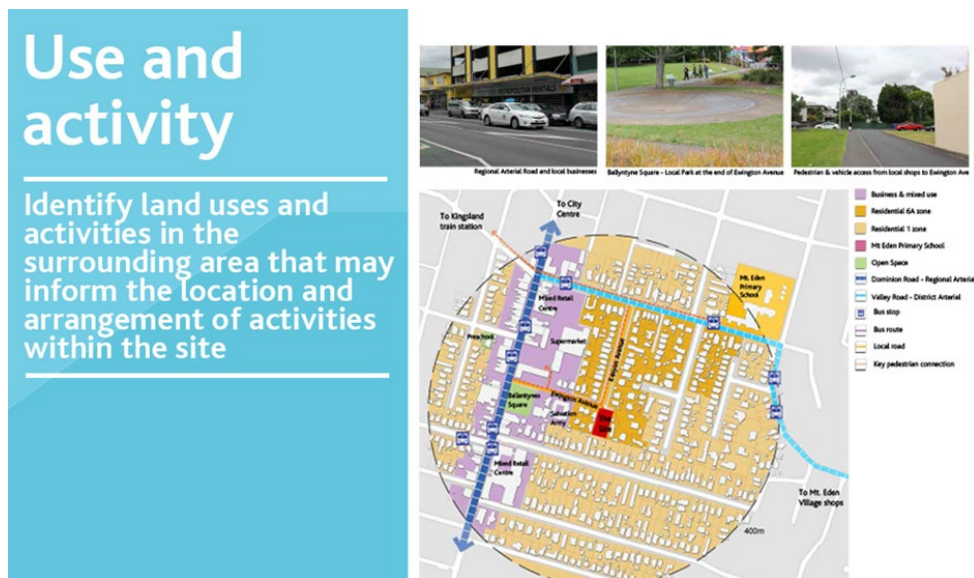 Use and
activity
Identify land uses and
activities in the
surrounding area that may
inform the location and
arrangement of activities
within the site
METROPOLITAN RENTALS
Regional Arterial Road and local businesses
Ballyntyne Square - Local Park at the end of Ewington Avenue
Pedestrian & vehicle access from local shops to Ewington Ave
To Kingsland
train station
To City
Centre
Mt. Eden
Primary
School
Mixed Retail
Centre
Preschool
Supermarket
Ewington Avenue
Ballantynes
Square
Salvation
Army
Mixed Retail
Centre
To Mt. Eden
Village shops
400m
Business & mixed use
Residential 6A zone
Residential 1 zone
Mt Eden Primary School
Open Space
Dominion Road - Regional Arterial
Valley Road - District Arterial
Bus stop
Bus route
Local road
Key pedestrian connection